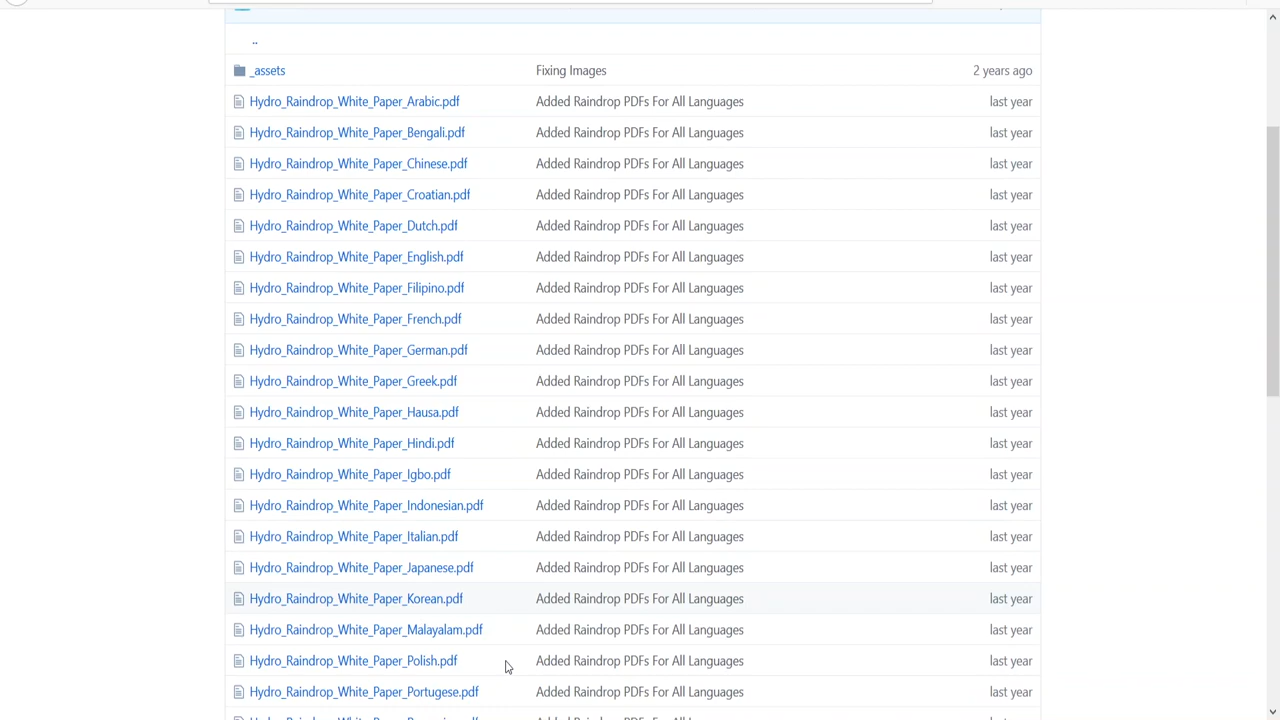 ..
_assets Fixing Images 2 years ago
Hydro_Raindrop_White_Paper_Arabic.pdf Added Raindrop PDFs For All Languages last year
Hydro_Raindrop_White_Paper_Bengali.pdf Added Raindrop PDFs For All Languages last year
Hydro_Raindrop_White_Paper_Chinese.pdf Added Raindrop PDFs For All Languages last year
Hydro_Raindrop_White_Paper_Croatian.pdf Added Raindrop PDFs For All Languages last year
Hydro_Raindrop_White_Paper_Dutch.pdf Added Raindrop PDFs For All Languages last year
Hydro_Raindrop_White_Paper_English.pdf Added Raindrop PDFs For All Languages last year
Hydro_Raindrop_White_Paper_Filipino.pdf Added Raindrop PDFs For All Languages last year
Hydro_Raindrop_White_Paper_French.pdf Added Raindrop PDFs For All Languages last year
Hydro_Raindrop_White_Paper_German.pdf Added Raindrop PDFs For All Languages last year
Hydro_Raindrop_White_Paper_Greek.pdf Added Raindrop PDFs For All Languages last year
Hydro_Raindrop_White_Paper_Hausa.pdf Added Raindrop PDFs For All Languages last year
Hydro_Raindrop_White_Paper_Hindi.pdf Added Raindrop PDFs For All Languages last year
Hydro_Raindrop_White_Paper_Igbo.pdf Added Raindrop PDFs For All Languages last year
Hydro_Raindrop_White_Paper_Indonesian.pdf Added Raindrop PDFs For All Languages last year
Hydro_Raindrop_White_Paper_Italian.pdf Added Raindrop PDFs For All Languages last year
Hydro_Raindrop_White_Paper_Japanese.pdf Added Raindrop PDFs For All Languages last year
Hydro_Raindrop_White_Paper_Korean.pdf Added Raindrop PDFs For All Languages last year
Hydro_Raindrop_White_Paper_Malayalam.pdf Added Raindrop PDFs For All Languages last year
Hydro_Raindrop_White_Paper_Polish.pdf Added Raindrop PDFs For All Languages last year
Hydro_Raindrop_White_Paper_Portugese.pdf Added Raindrop PDFs For All Languages last year